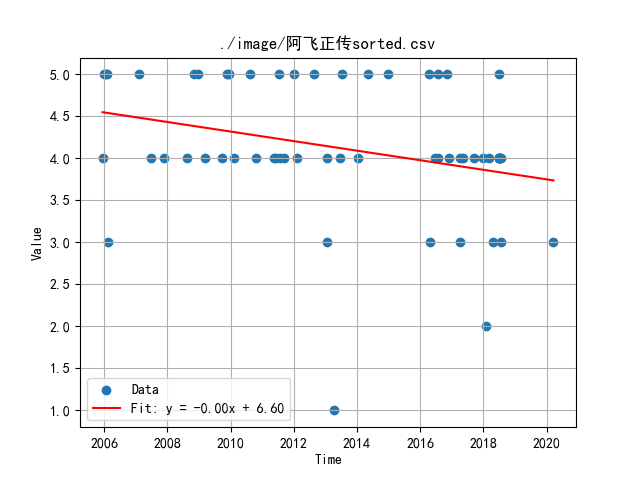 ./image/阿飞正传sorted.csv
Value
5.0
4.5
4.0
3.5
3.0
2.5
2.0
1.5
1.0
Data
Fit: y = -0.00x + 6.60
2006 2008 2010 2012 2014 2016 2018 2020
Time